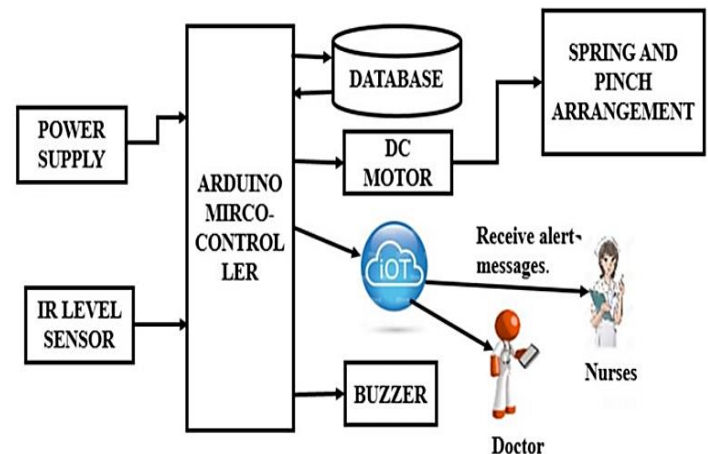 POWER
SUPPLY
IR LEVEL
SENSOR
ARDUINO
MIRCO-
CONTROL
LER
DATABASE
DC
MOTOR
SPRING AND
PINCH
ARRANGEMENT
iOT
Receive alert-
messages.
Nurses
Doctor
BUZZER